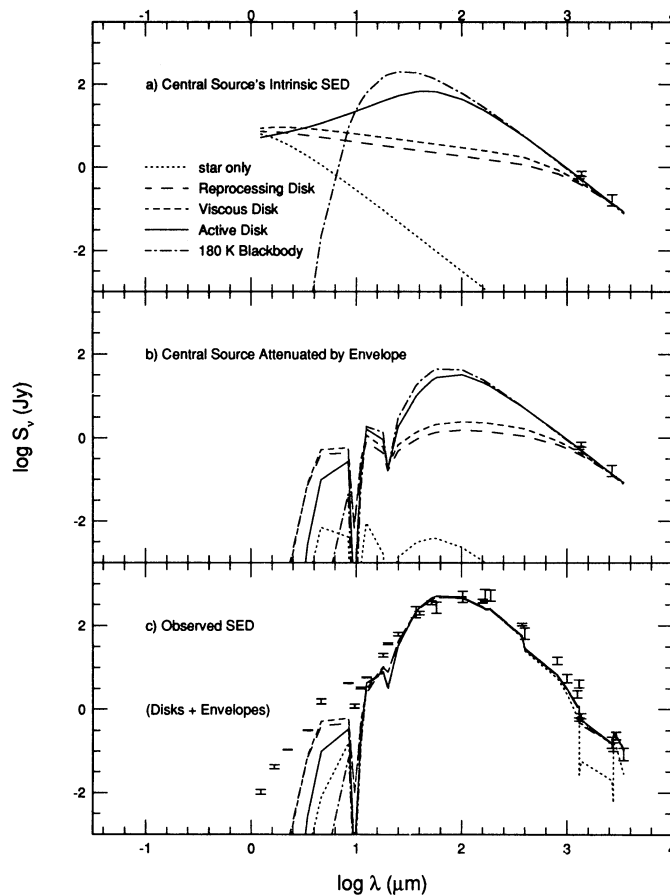 -1 0 1 2 3
2
0
-2
a) Central Source's Intrinsic SED
star only
Reprocessing Disk
Viscous Disk
Active Disk
180 K Blackbody
2
0
-2
b) Central Source Attenuated by Envelope
log Sν (Jy)
2
0
-2
c) Observed SED
(Disks + Envelopes)
-1 0 1 2 3 4
log λ (μm)